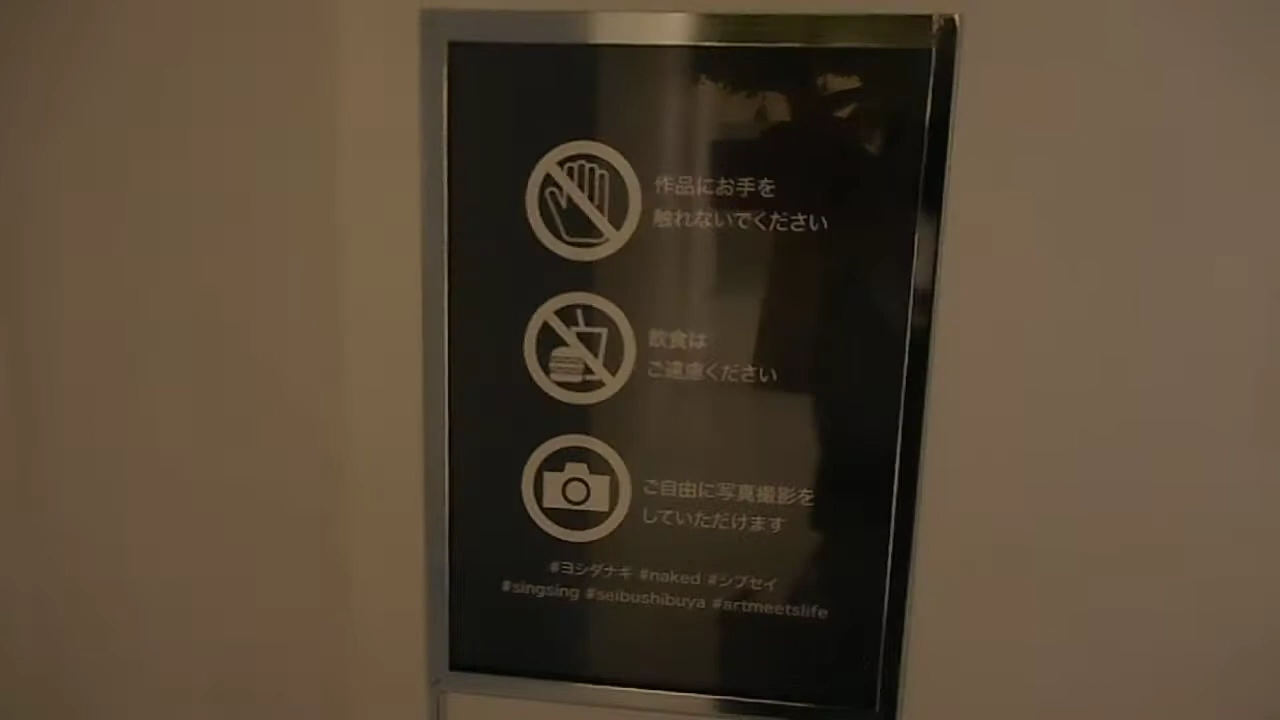 作品にお手を
触れないでください
飲食は
ご遠慮ください
ご自由に写真撮影を
していただけます
#ヨシダナギ #naked #シブセイ
#singsing #seibushibuya #artmeetslife